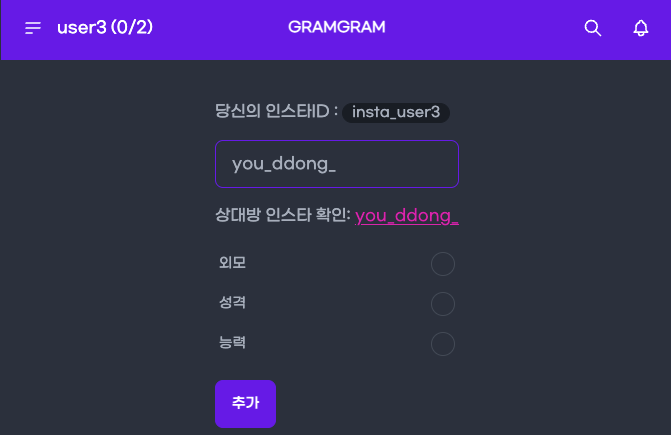 user3 (0/2)
GRAMGRAM
당신의 인스타ID : insta_user3
you_ddong_
상대방 인스타 확인: you_ddong_
외모
성격
능력
추가